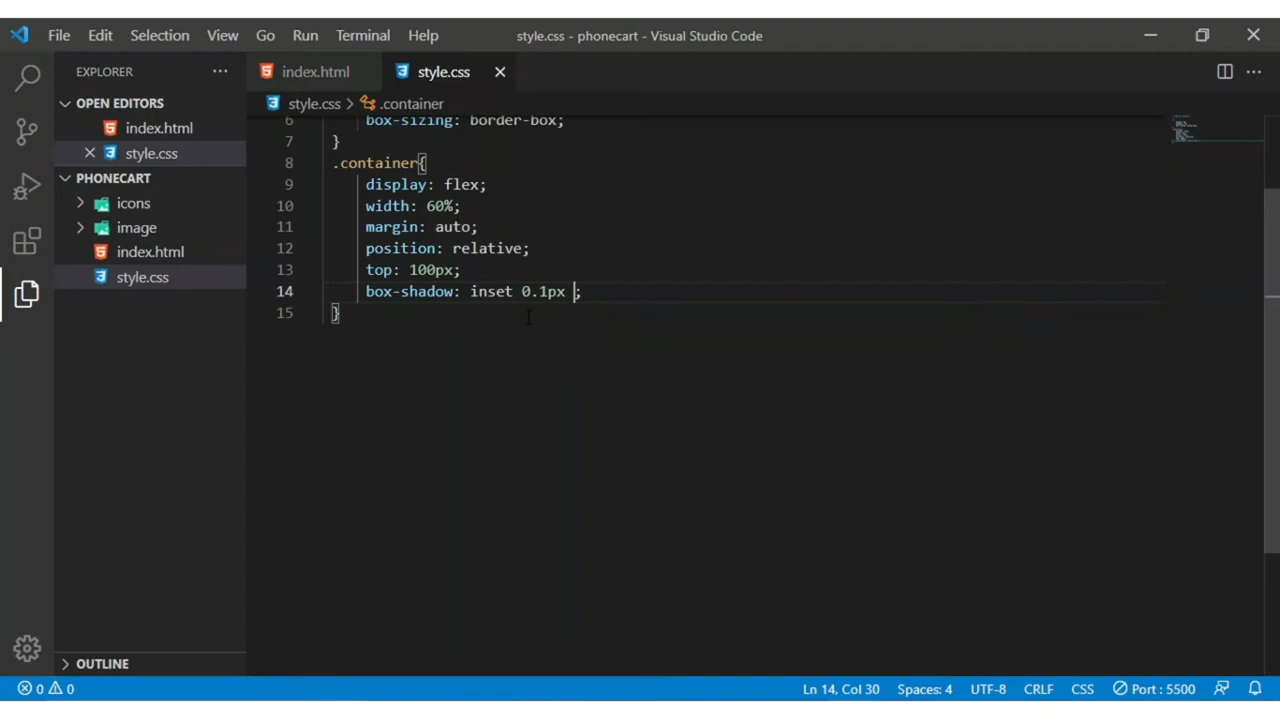 File Edit Selection View Go Run Terminal Help style.css - phonecart - Visual Studio Code
EXPLORER
index.html style.css
OPEN EDITORS
style.css > .container
index.html
style.css
PHONECART
icons
image
index.html
style.css
6 box-sizing: border-box;
7 }
8 .container{
9 display: flex;
10 width: 60%;
11 margin: auto;
12 position: relative;
13 top: 100px;
14 box-shadow: inset 0.1px ;
15 }
OUTLINE
0 0 Ln 14, Col 30 Spaces: 4 UTF-8 CRLF CSS Port : 5500